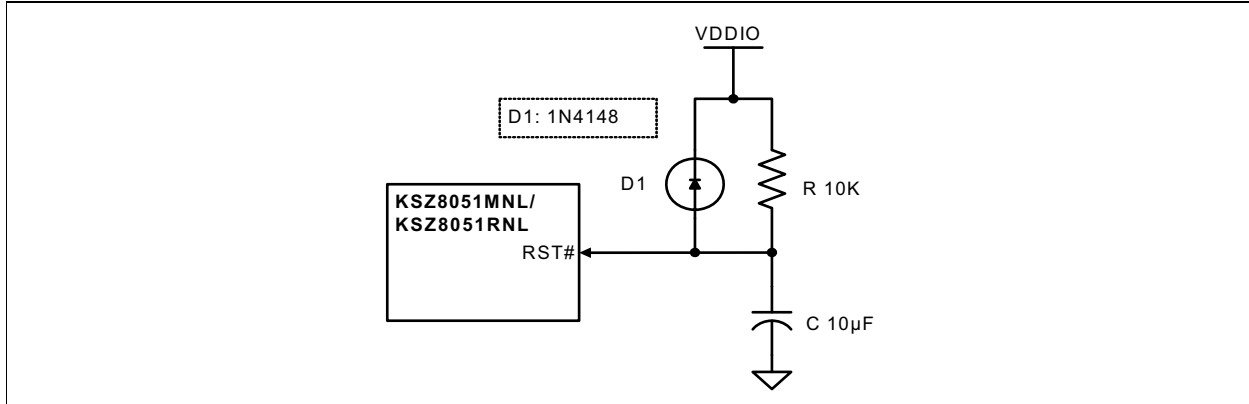 VDDIO
D1: 1N4148
D1
R 10K
KSZ8051MNL/
KSZ8051RNL
RST#
C 10µF